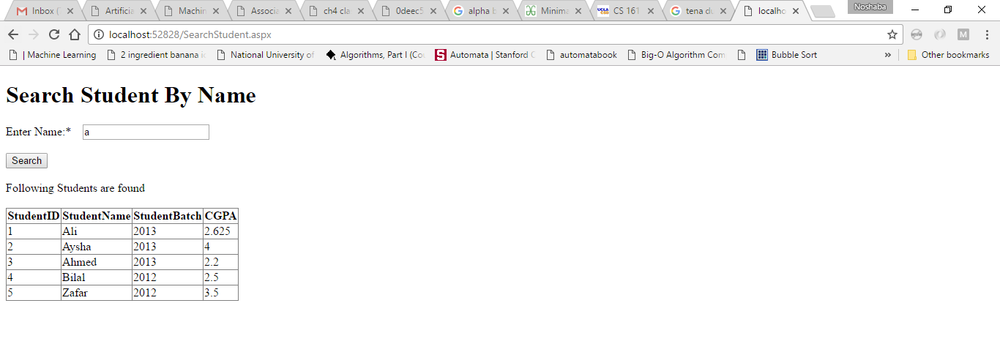 Inbox ( Artificia Machin Associa ch4 cla 0deec5 alpha b Minima CS 161 tena du localho Noshaba
localhost:52828/SearchStudent.aspx
| Machine Learning 2 ingredient banana ic National University of Algorithms, Part I (Cou Automata | Stanford C automatabook Big-O Algorithm Com Bubble Sort » Other bookmarks
Search Student By Name
Enter Name:* a
Search
Following Students are found
StudentID StudentName StudentBatch CGPA
1 Ali 2013 2.625
2 Aysha 2013 4
3 Ahmed 2013 2.2
4 Bilal 2012 2.5
5 Zafar 2012 3.5